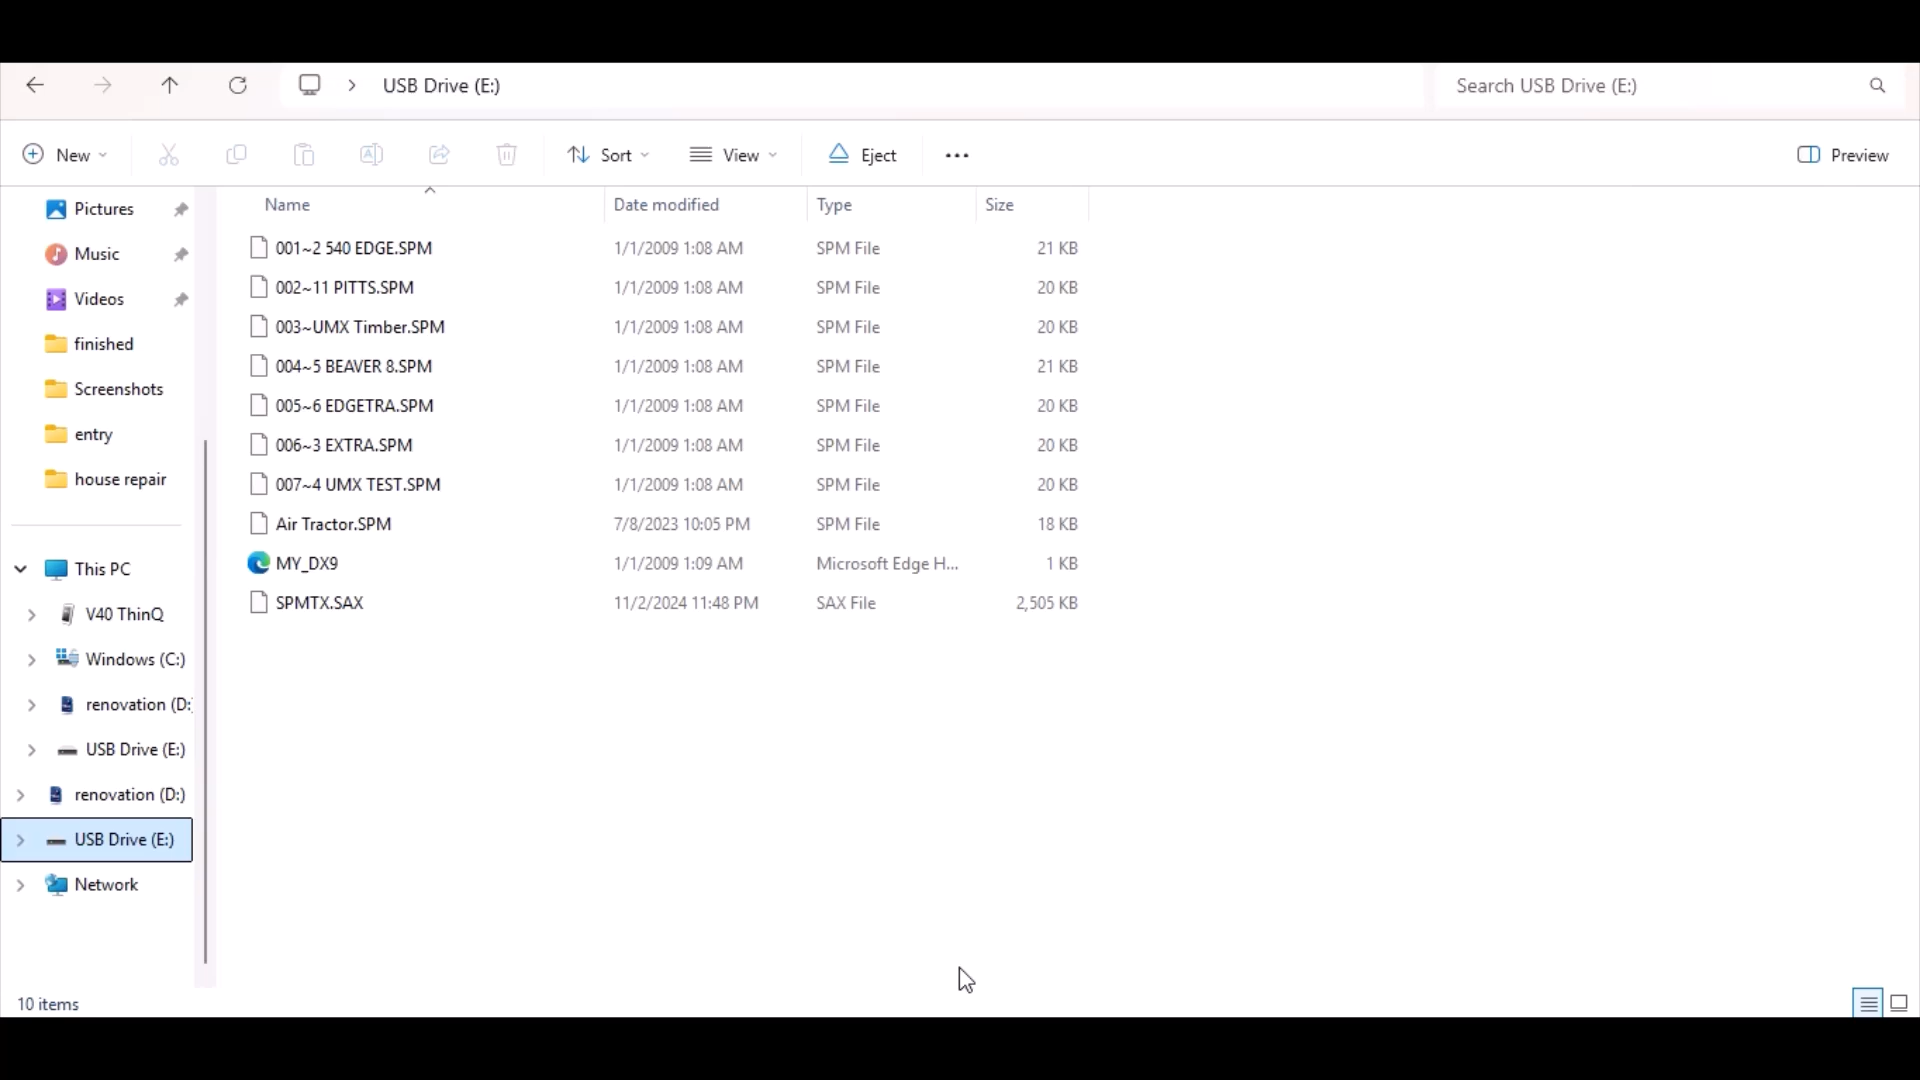 USB Drive (E:)
Search USB Drive (E:)
New
Sort
View
Eject
Preview
Pictures
Music
Videos
finished
Screenshots
entry
house repair
This PC
V40 ThinQ
Windows (C:)
renovation (D:
USB Drive (E:)
renovation (D:)
USB Drive (E:)
Network
Name Date modified Type Size
001~2 540 EDGE.SPM 1/1/2009 1:08 AM SPM File 21 KB
002~11 PITTS.SPM 1/1/2009 1:08 AM SPM File 20 KB
003~UMX Timber.SPM 1/1/2009 1:08 AM SPM File 20 KB
004~5 BEAVER 8.SPM 1/1/2009 1:08 AM SPM File 21 KB
005~6 EDGETRA.SPM 1/1/2009 1:08 AM SPM File 20 KB
006~3 EXTRA.SPM 1/1/2009 1:08 AM SPM File 20 KB
007~4 UMX TEST.SPM 1/1/2009 1:08 AM SPM File 20 KB
Air Tractor.SPM 7/8/2023 10:05 PM SPM File 18 KB
MY_DX9 1/1/2009 1:09 AM Microsoft Edge H... 1 KB
SPMTX.SAX 11/2/2024 11:48 PM SAX File 2,505 KB
10 items